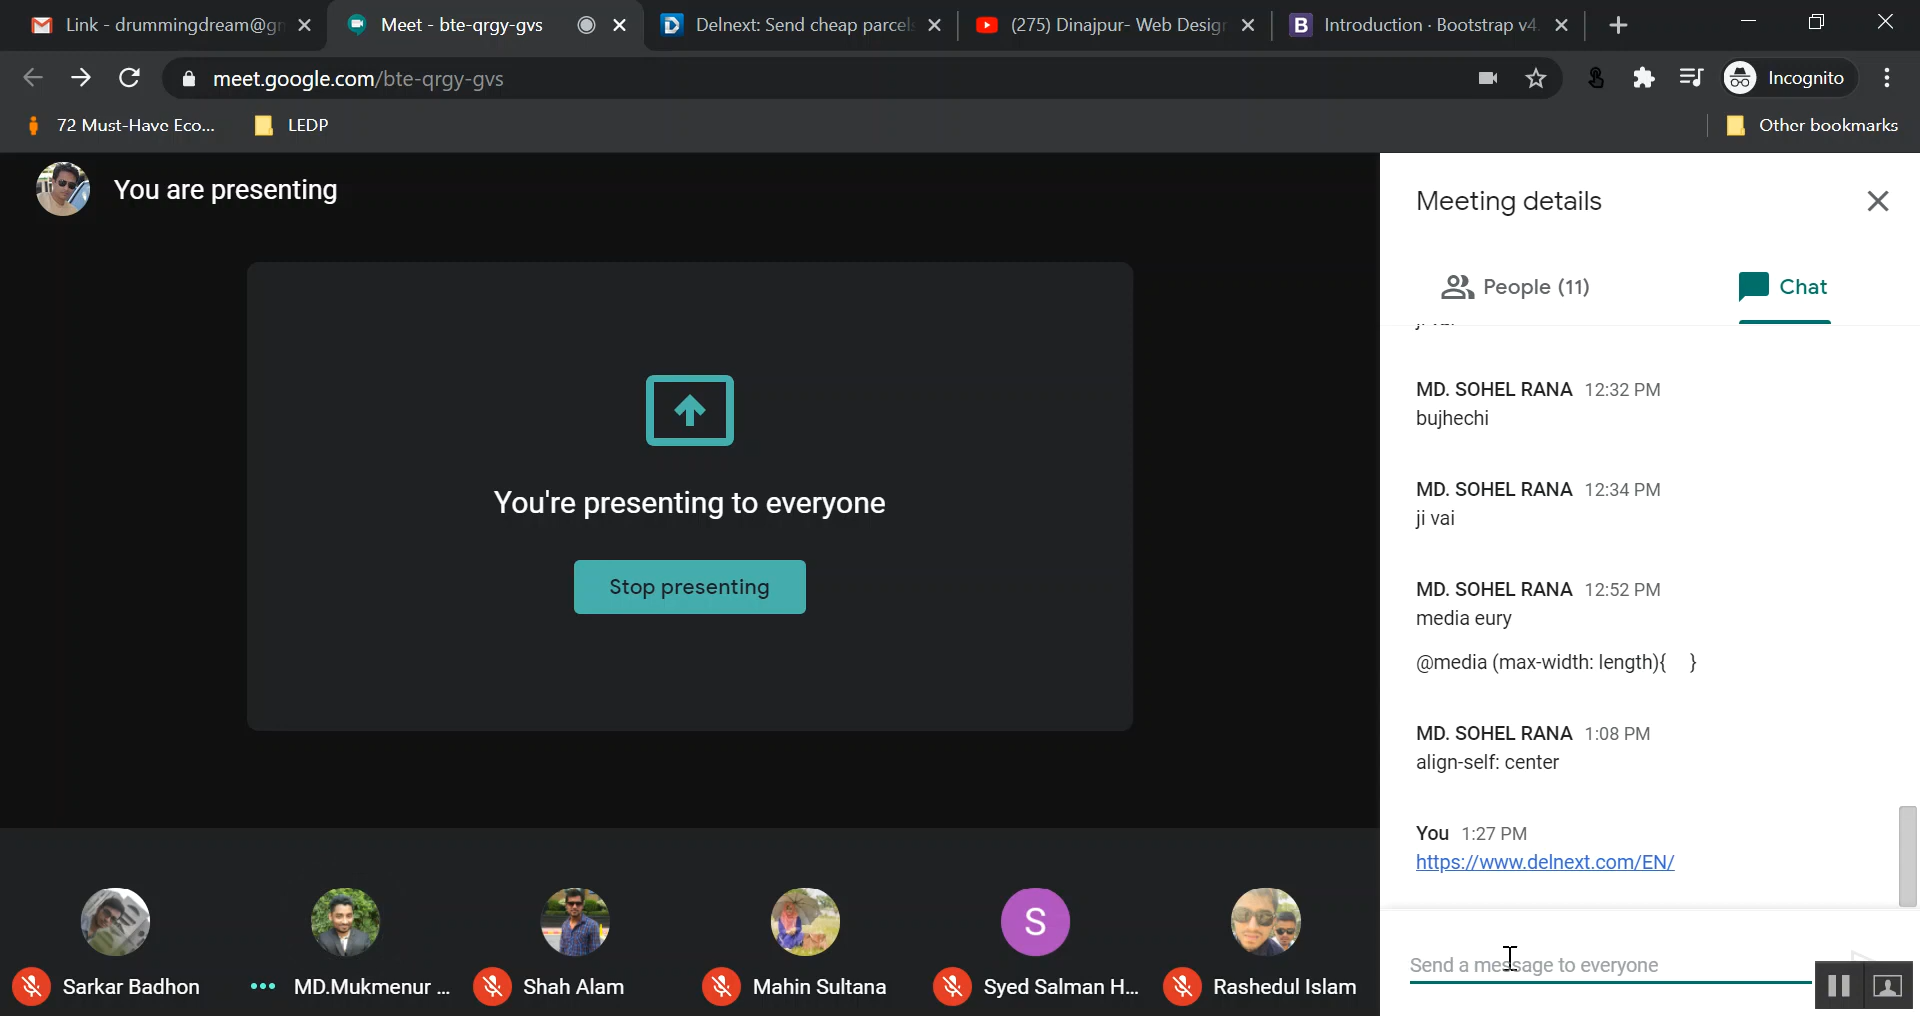 Link - drummingdream@gn
Meet - bte-qrgy-gvs
Delnext: Send cheap parcels
(275) Dinajpur- Web Design
Introduction · Bootstrap v4.
meet.google.com/bte-qrgy-gvs
Incognito
72 Must-Have Eco...
LEDP
Other bookmarks
You are presenting
You're presenting to everyone
Stop presenting
Meeting details
People (11)
Chat
MD. SOHEL RANA 12:32 PM
bujhechi
MD. SOHEL RANA 12:34 PM
ji vai
MD. SOHEL RANA 12:52 PM
media eury
@media (max-width: length){ }
MD. SOHEL RANA 1:08 PM
align-self: center
You 1:27 PM
https://www.delnext.com/EN/
Send a message to everyone
S
Sarkar Badhon
MD.Mukmenur ...
Shah Alam
Mahin Sultana
Syed Salman H...
Rashedul Islam